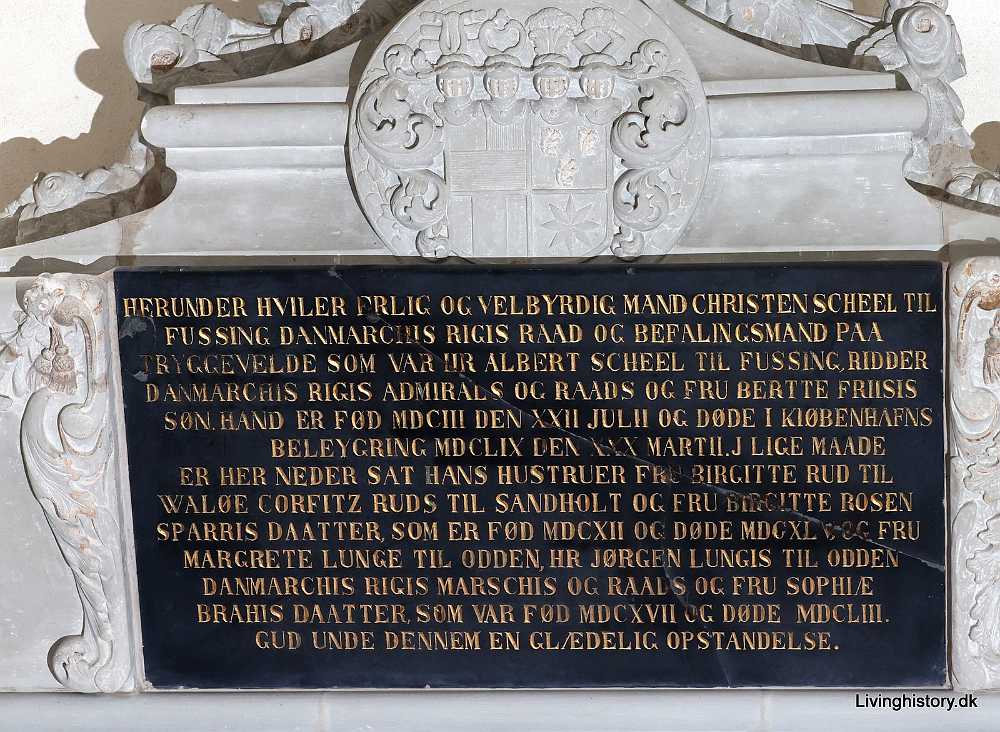 HERUNDER HVILER ERLIG OG VELBYRDIG MAND CHRISTEN SCHEEL TIL
FUSSING DANMARCHIS RIGIS RAAD OG BEFALINGSMAND PAA
TRYGGEVELDE SOM VAR HR ALBERT SCHEEL TIL FUSSING, RIDDER
DANMARCHIS RIGIS ADMIRALS OG RAADS OG FRU BERTTE FRIISIS
SØN. HAND ER FØD MDCIII DEN XXII JULII OG DØDE I KIØBENHAFNS
BELEYGRING MDCLIX DEN XXX MARTII. J LIGE MAADE
ER HER NEDER SAT HANS HUSTRUER FRU BIRGITTE RUD TIL
WALØE CORFITZ RUDS TIL SANDHOLT OG FRU BIRGITTE ROSEN
SPARRIS DAATTER, SOM ER FØD MDCXII OG DØDE OG FRU
MARGRETE LUNGE TIL ODDEN, HR JØRGEN LUNGIS TIL ODDEN
DANMARCHIS RIGIS MARSCHIS OG RAADS OG FRU SOPHIÆ
BRAHIS DAATTER, SOM VAR FØD MDCXVII OG DØDE MDCLIII.
GUD UNDE DENNEM EN GLÆDELIG OPSTANDELSE.
Livinghistory.dk